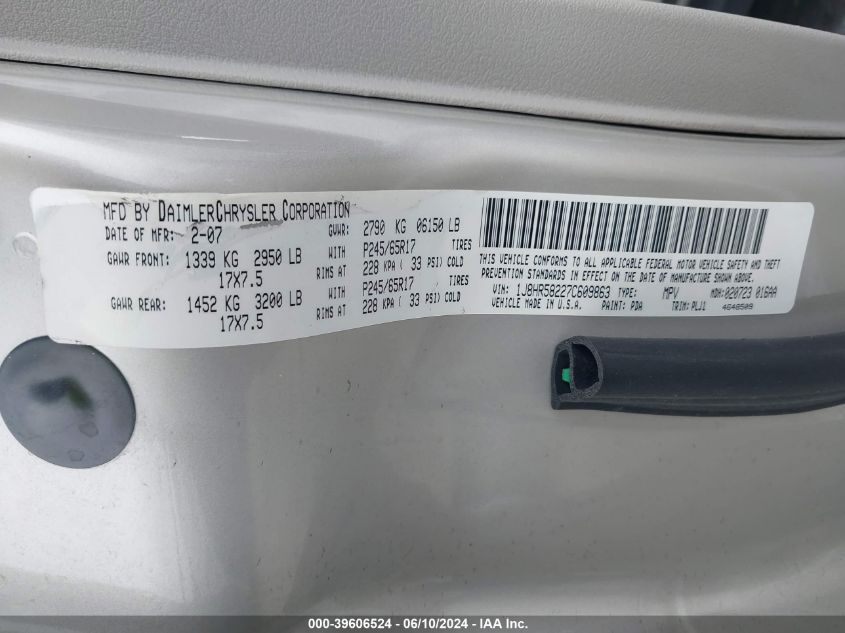 MFD BY DAIMLERCHRYSLER CORPORATION
DATE OF MFR: 2-07 GVWR: 2790 KG 06150 LB
GAWR FRONT: 1339 KG 2950 LB WITH P245/65R17 TIRES
17X7.5 RIMS AT 228 KPA ( 33 PSI) COLD
GAWR REAR: 1452 KG 3200 LB WITH P245/65R17 TIRES
17X7.5 RIMS AT 228 KPA ( 33 PSI) COLD
THIS VEHICLE CONFORMS TO ALL APPLICABLE FEDERAL MOTOR VEHICLE SAFETY AND THEFT
PREVENTION STANDARDS IN EFFECT ON THE DATE OF MANUFACTURE SHOWN ABOVE.
VIN: 1J8HR58227C609863 TYPE: MPV MDH: 020723 016AA
VEHICLE MADE IN U.S.A. PAINT: PDA TRIM: PLJ1 4648509
000-39606524 - 06/10/2024 - IAA Inc.